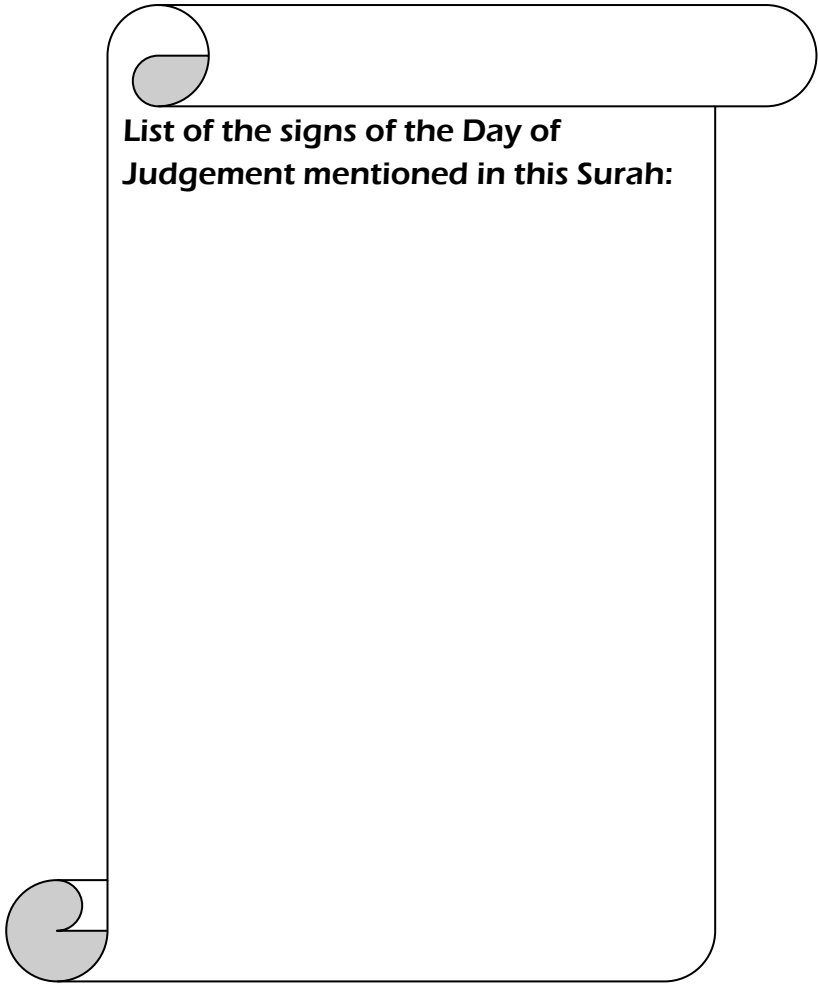 List of the signs of the Day of
Judgement mentioned in this Surah: